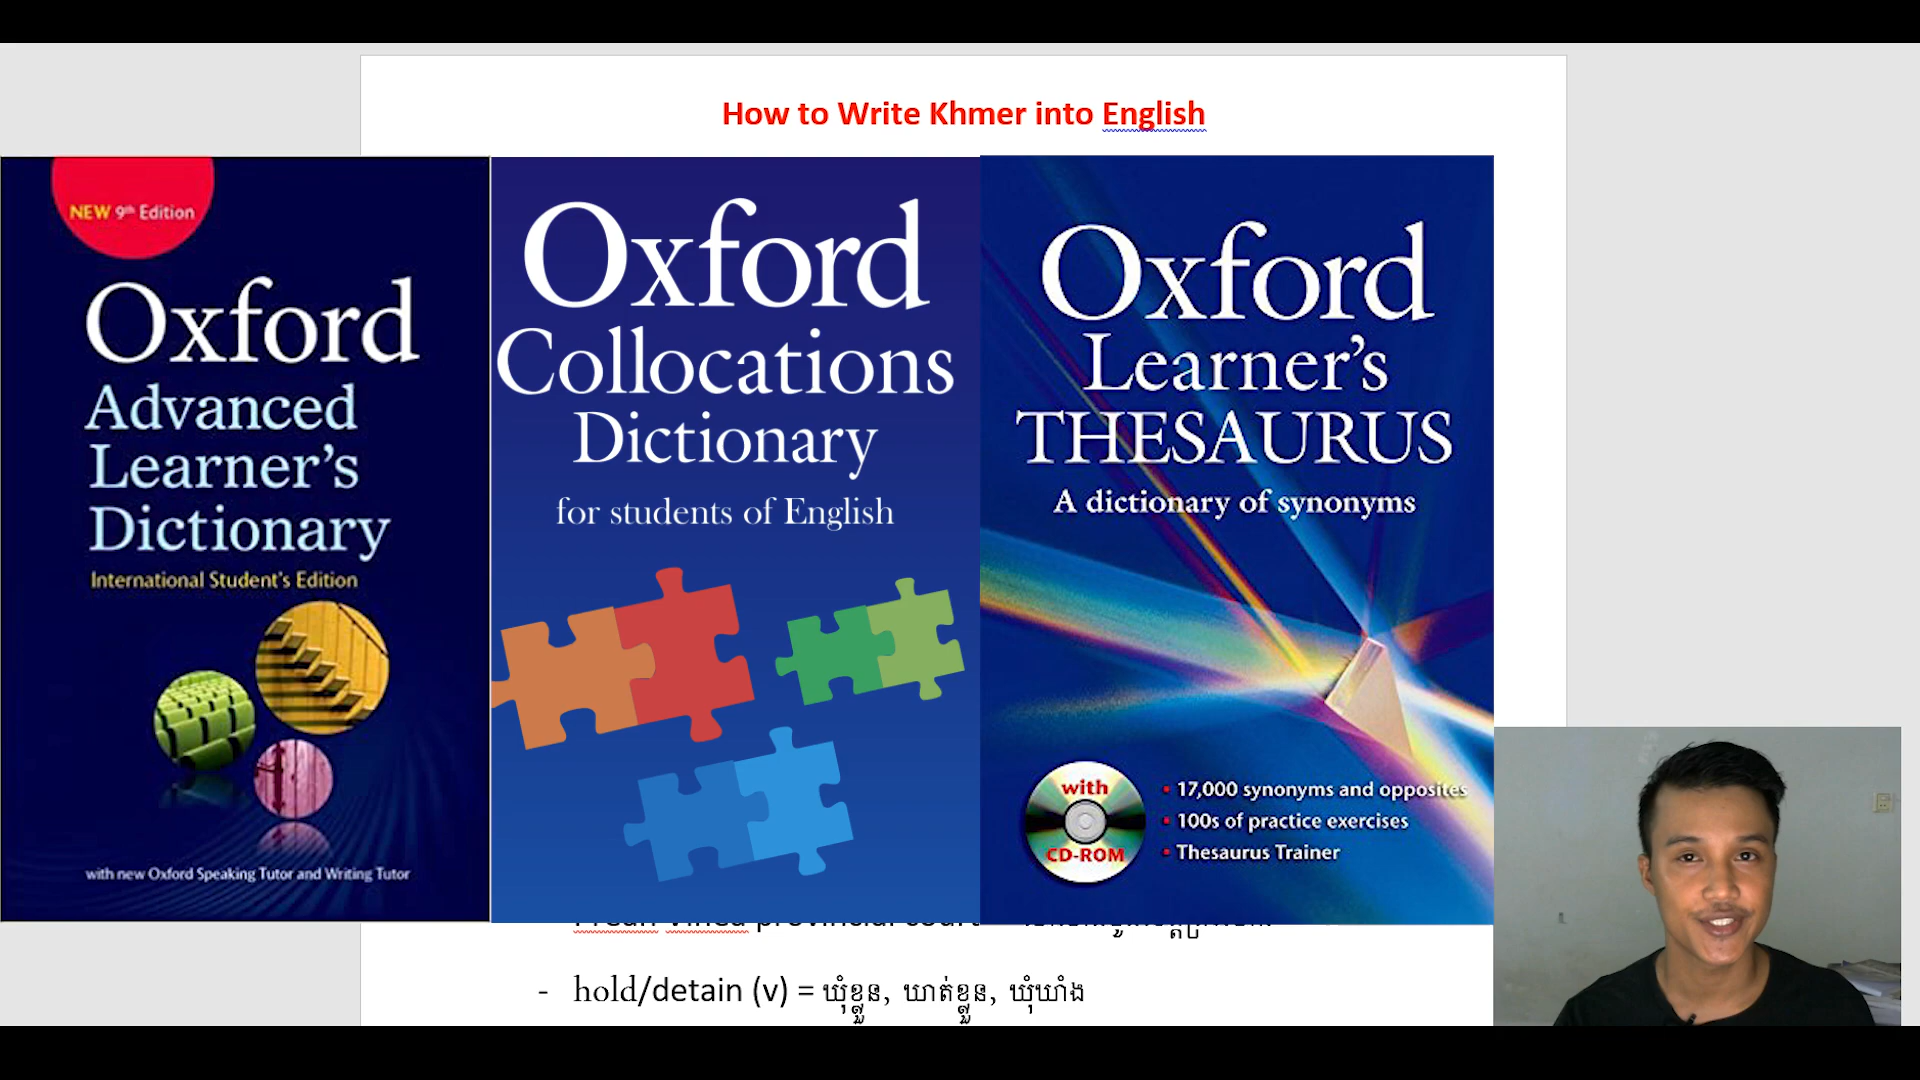 How to Write Khmer into English
NEW 9th Edition
Oxford
Advanced
Learner's
Dictionary
International Student's Edition
with new Oxford Speaking Tutor and Writing Tutor
Oxford
Collocations
Dictionary
for students of English
Oxford
Learner's
THESAURUS
A dictionary of synonyms
with
CD-ROM
• 17,000 synonyms and opposites
• 100s of practice exercises
• Thesaurus Trainer
provincial court
- hold/detain (v) = ឃុំខ្លួន, ឃាត់ខ្លួន, ឃុំឃាំង